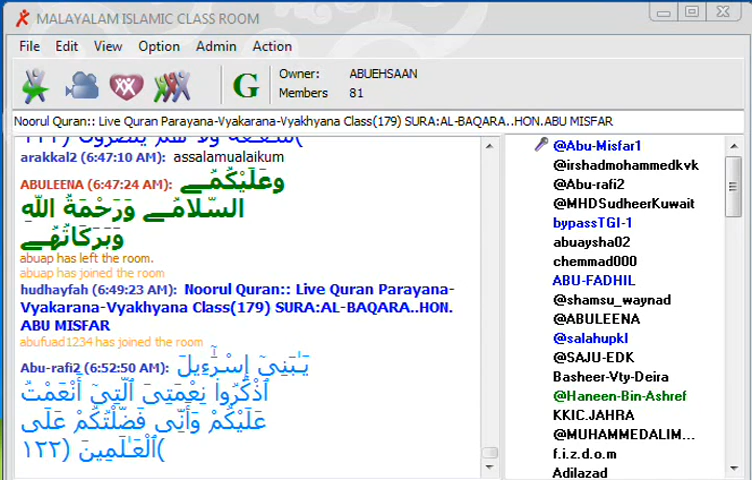 MALAYALAM ISLAMIC CLASS ROOM
File Edit View Option Admin Action
G
Owner: ABUEHSAAN
Members 81
Noorul Quran:: Live Quran Parayana-Vyakarana-Vyakhyana Class(179) SURA:AL-BAQARA..HON.ABU MISFAR
arakkal2 (6:47:10 AM): assalamualaikum
ABULEENA (6:47:24 AM): وعَلَيْكُمُـــے
السّـلامُـــے وَرَحْمَةُ اللّهِ
وَبَرَكَاتُهُـــے
abuap has left the room.
abuap has joined the room
hudhayfah (6:49:23 AM): Noorul Quran:: Live Quran Parayana-
Vyakarana-Vyakhyana Class(179) SURA:AL-BAQARA..HON.
ABU MISFAR
abufuad1234 has joined the room
Abu-rafi2 (6:52:50 AM): يَـٰبَنِىٓ إِسْرَٰٓءِيلَ
ٱذْكُرُوا۟ نِعْمَتِىَ ٱلَّتِىٓ أَنْعَمْتُ
عَلَيْكُمْ وَأَنِّى فَضَّلْتُكُمْ عَلَى
ٱلْعَـٰلَمِينَ (١٢٢)
@Abu-Misfar1
@irshadmohammedkvk
@Abu-rafi2
@MHDSudheerKuwait
bypassTGI-1
abuaysha02
chemmad000
ABU-FADHIL
@shamsu_waynad
@ABULEENA
@salahupkl
@SAJU-EDK
Basheer-Vty-Deira
@Haneen-Bin-Ashref
KKIC.JAHRA
@MUHAMMEDALIM...
f.i.z.d.o.m
Adilazad